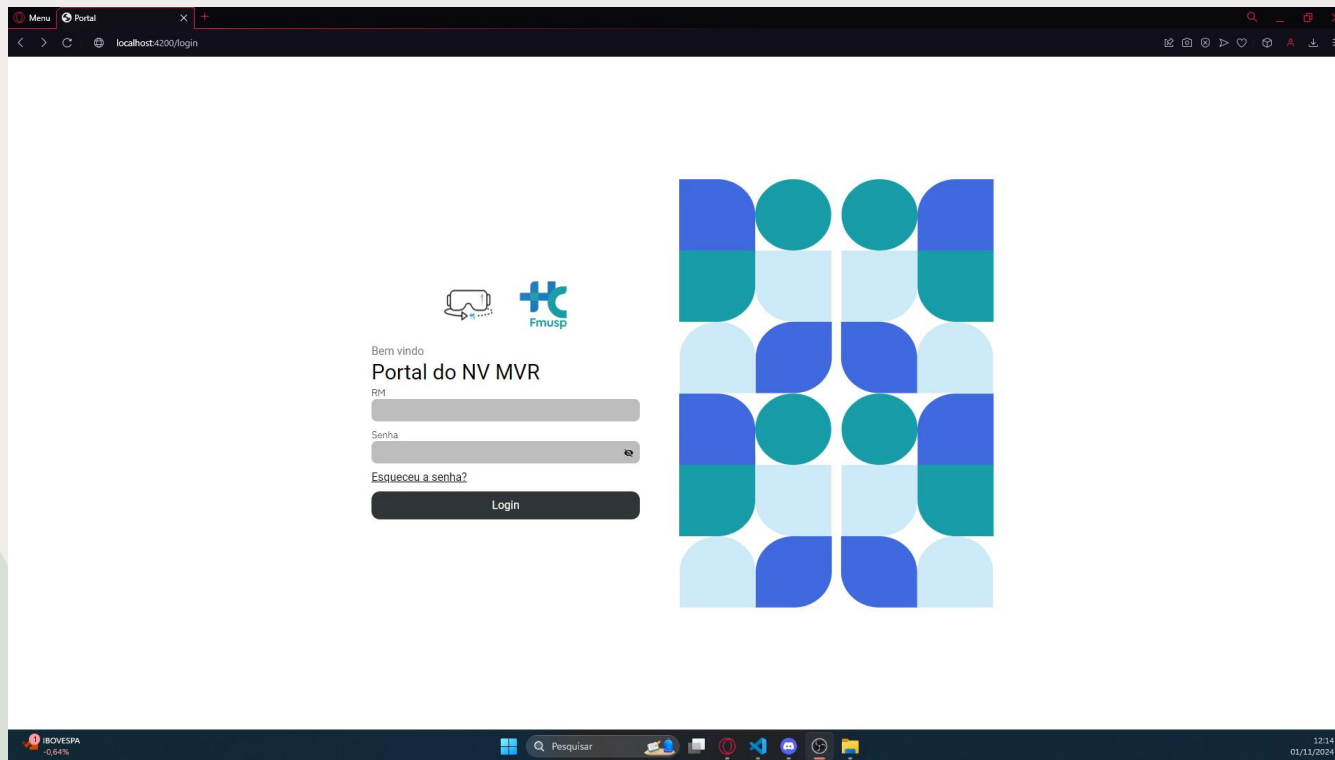 Menu
Portal
localhost:4200/login
Fmusp
Bem vindo
Portal do NV MVR
RM
Senha
Esqueceu a senha?
Login
1
IBOVESPA
-0,64%
Pesquisar
12:14
01/11/2024